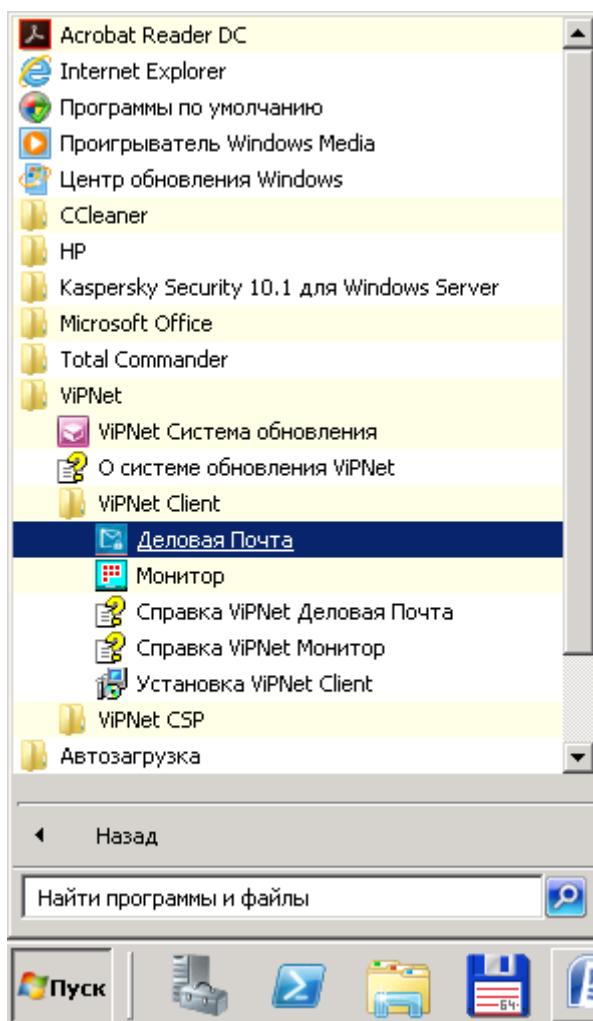 Acrobat Reader DC
Internet Explorer
Программы по умолчанию
Проигрыватель Windows Media
Центр обновления Windows
CCleaner
HP
Kaspersky Security 10.1 для Windows Server
Microsoft Office
Total Commander
ViPNet
ViPNet Система обновления
О системе обновления ViPNet
ViPNet Client
Деловая Почта
Монитор
Справка ViPNet Деловая Почта
Справка ViPNet Монитор
Установка ViPNet Client
ViPNet CSP
Автозагрузка
Назад
Найти программы и файлы
Пуск
64